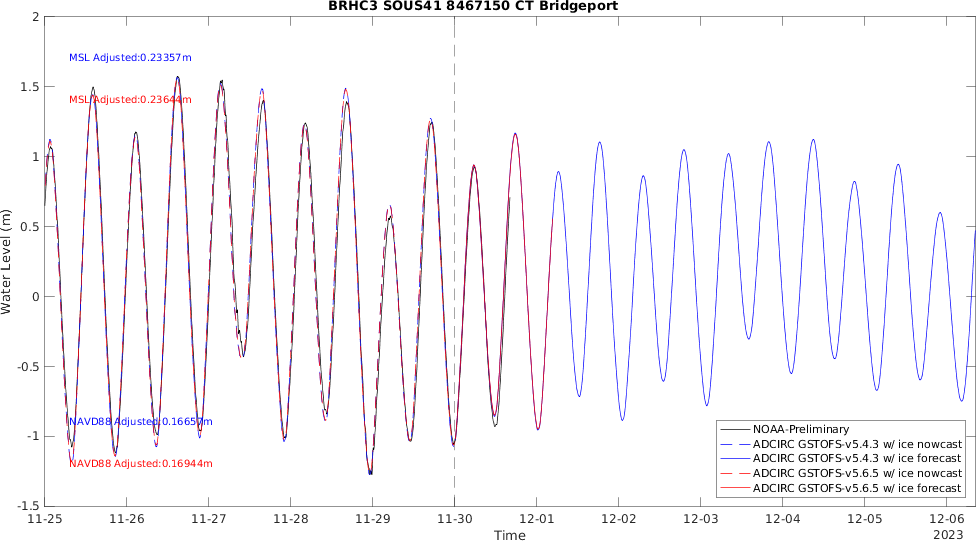 BRHC3 SOUS41 8467150 CT Bridgeport
2
1.5
1
0.5
0
-0.5
-1
-1.5
Water Level (m)
MSL Adjusted:0.23357m
MSL Adjusted:0.23644m
NAVD88 Adjusted:0.16657m
NAVD88 Adjusted:0.16944m
NOAA-Preliminary
ADCIRC GSTOFS-v5.4.3 w/ ice nowcast
ADCIRC GSTOFS-v5.4.3 w/ ice forecast
ADCIRC GSTOFS-v5.6.5 w/ ice nowcast
ADCIRC GSTOFS-v5.6.5 w/ ice forecast
11-25 11-26 11-27 11-28 11-29 11-30 12-01 12-02 12-03 12-04 12-05 12-06
Time
2023